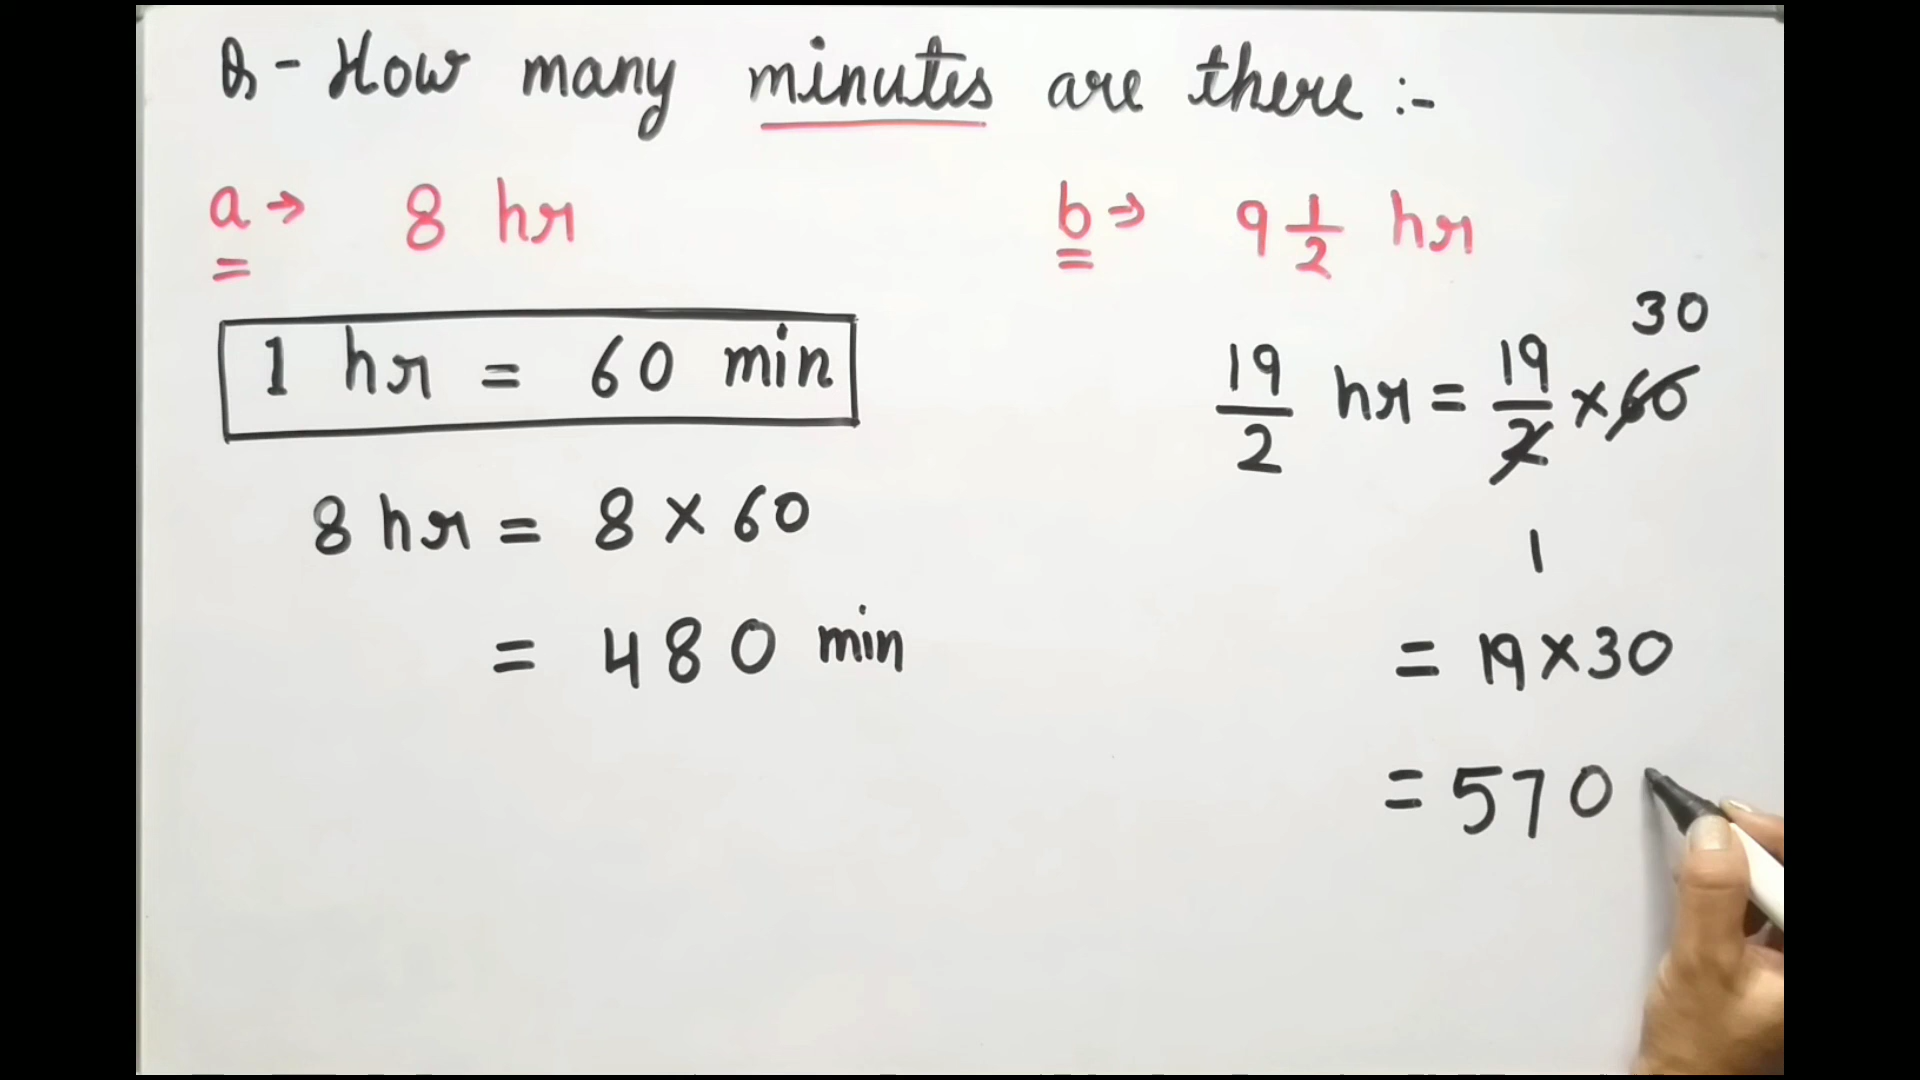 Q - How many minutes are there :-
a → 8 hr
1 hr = 60 min
8 hr = 8 × 60
= 480 min
b → 9 1/2 hr
30
19/2 hr = 19/2 × 60
1
= 19 × 30
= 570